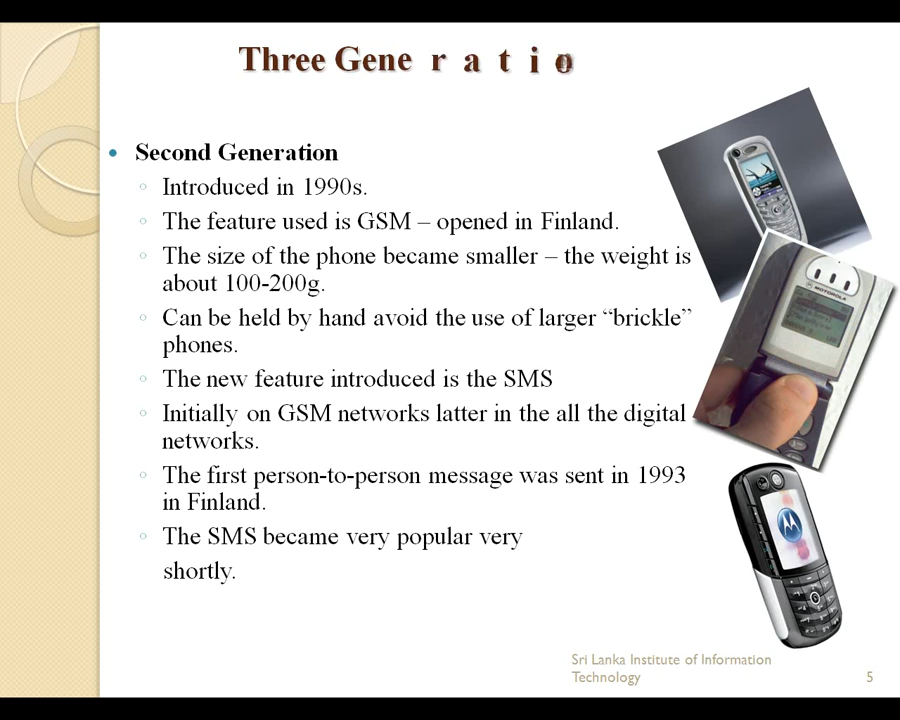 Three Generatio
Second Generation
Introduced in 1990s.
The feature used is GSM – opened in Finland.
The size of the phone became smaller – the weight is
about 100-200g.
Can be held by hand avoid the use of larger “brickle”
phones.
The new feature introduced is the SMS
Initially on GSM networks latter in the all the digital
networks.
The first person-to-person message was sent in 1993
in Finland.
The SMS became very popular very
shortly.
MOTOROLA
Sri Lanka Institute of Information
Technology
5